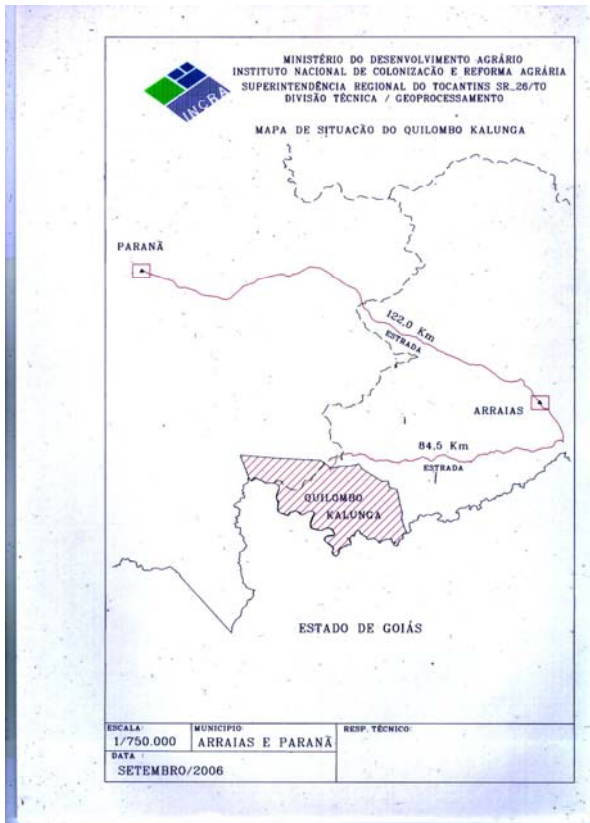 MINISTÉRIO DO DESENVOLVIMENTO AGRÁRIO
INSTITUTO NACIONAL DE COLONIZAÇÃO E REFORMA AGRÁRIA
SUPERINTENDÊNCIA REGIONAL DO TOCANTINS SR_26/TO
DIVISÃO TÉCNICA / GEOPROCESSAMENTO
INCRA
MAPA DE SITUAÇÃO DO QUILOMBO KALUNGA
PARANÃ
122,0 Km
ESTRADA
ARRAIAS
84,5 Km
ESTRADA
QUILOMBO
KALUNGA
ESTADO DE GOIÁS
ESCALA:
1/750.000
MUNICIPIO:
ARRAIAS E PARANÃ
RESP. TÉCNICO:
DATA :
SETEMBRO/2006